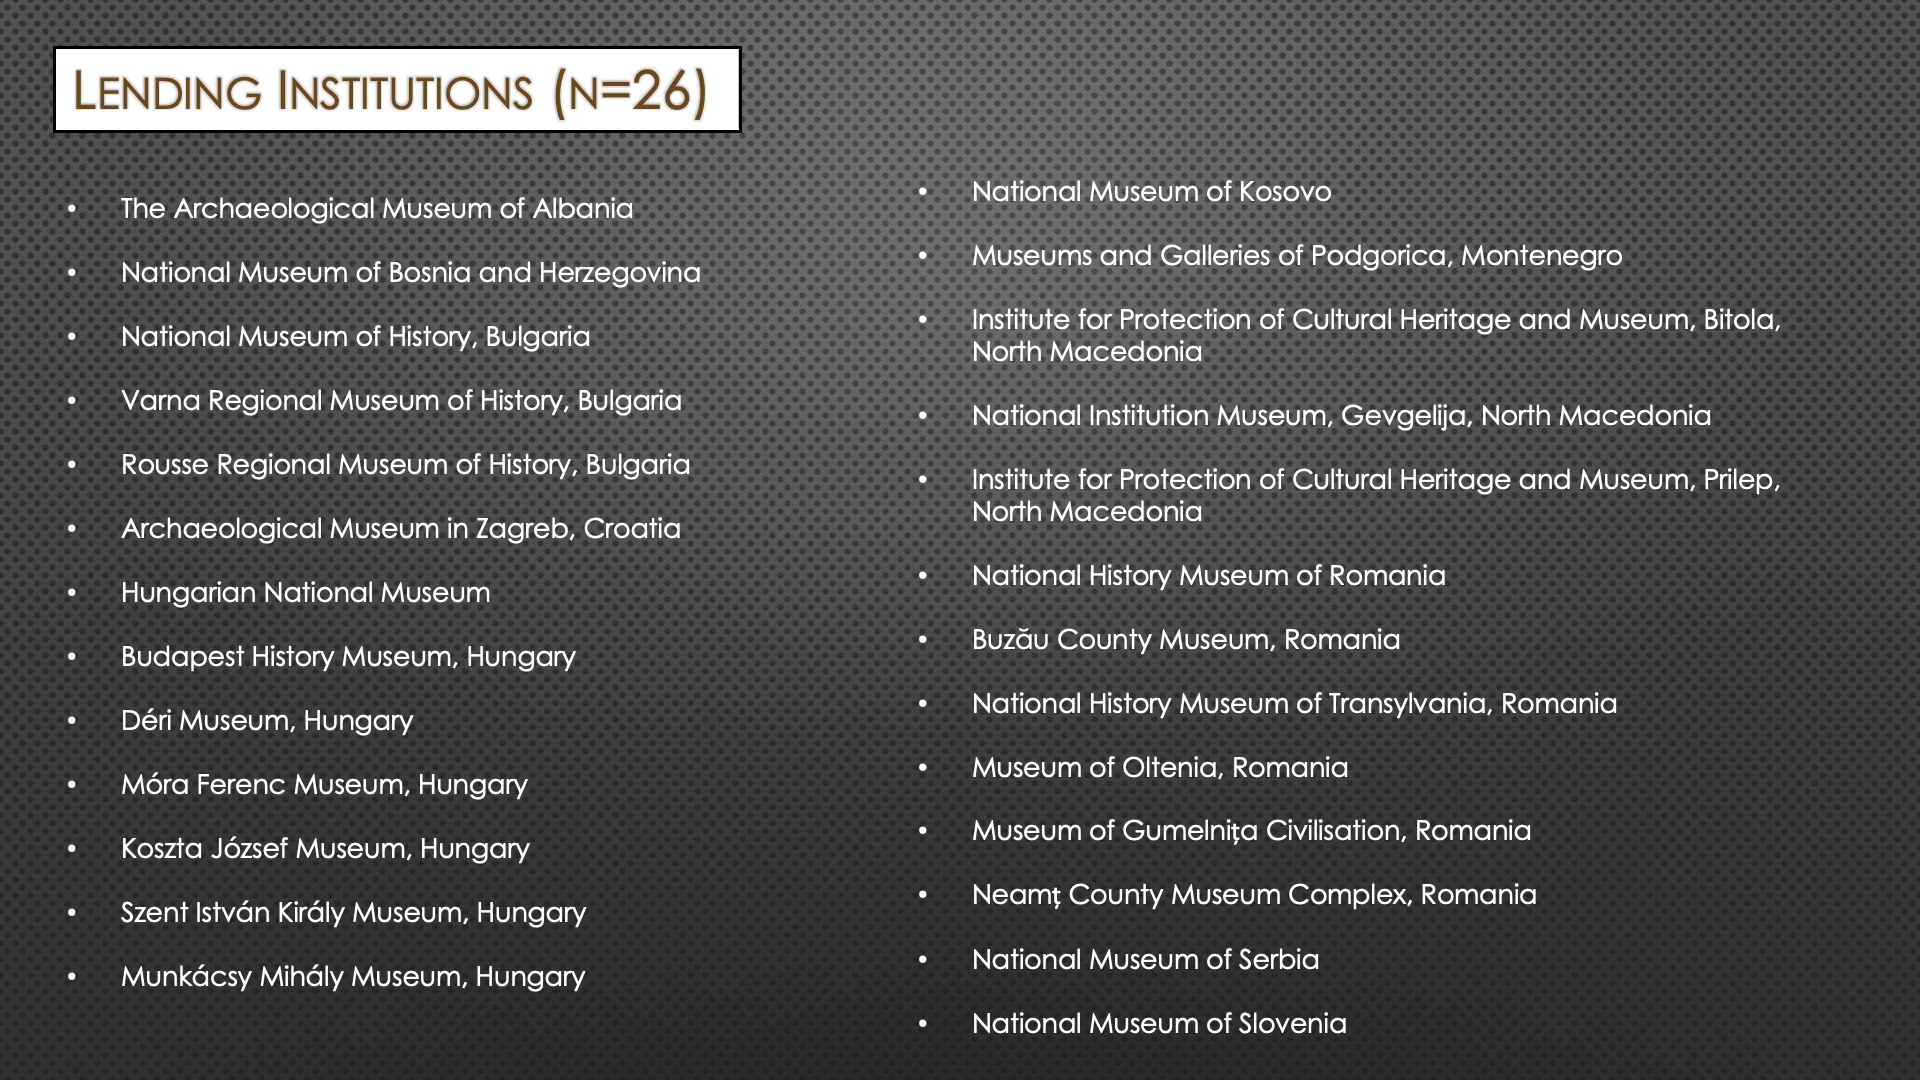 Lending Institutions (n=26)
• The Archaeological Museum of Albania
• National Museum of Bosnia and Herzegovina
• National Museum of History, Bulgaria
• Varna Regional Museum of History, Bulgaria
• Rousse Regional Museum of History, Bulgaria
• Archaeological Museum in Zagreb, Croatia
• Hungarian National Museum
• Budapest History Museum, Hungary
• Déri Museum, Hungary
• Móra Ferenc Museum, Hungary
• Koszta József Museum, Hungary
• Szent István Király Museum, Hungary
• Munkácsy Mihály Museum, Hungary
• National Museum of Kosovo
• Museums and Galleries of Podgorica, Montenegro
• Institute for Protection of Cultural Heritage and Museum, Bitola,
North Macedonia
• National Institution Museum, Gevgelija, North Macedonia
• Institute for Protection of Cultural Heritage and Museum, Prilep,
North Macedonia
• National History Museum of Romania
• Buzău County Museum, Romania
• National History Museum of Transylvania, Romania
• Museum of Oltenia, Romania
• Museum of Gumelnița Civilisation, Romania
• Neamț County Museum Complex, Romania
• National Museum of Serbia
• National Museum of Slovenia